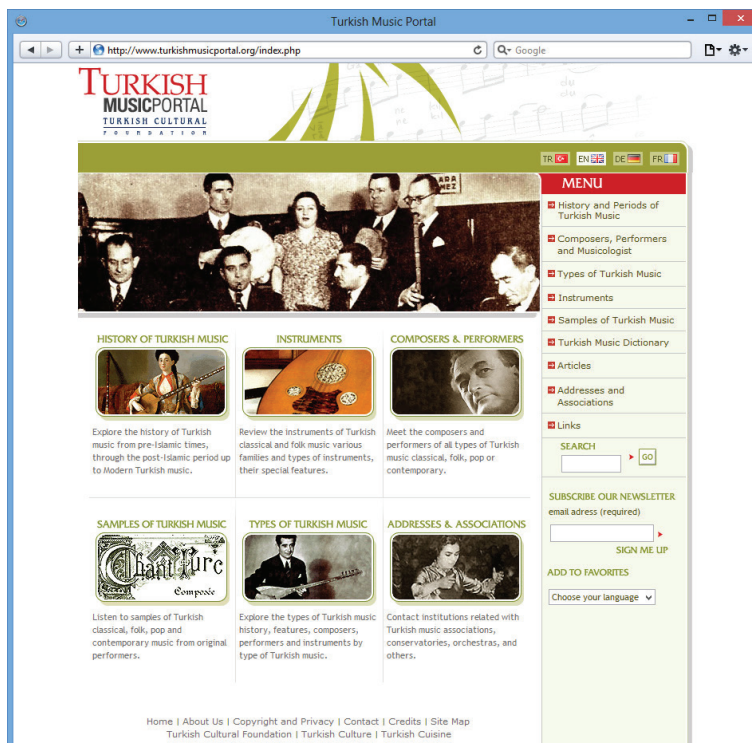 Turkish Music Portal
http://www.turkishmusicportal.org/index.php
Google
TURKISH
MUSICPORTAL
TURKISH CULTURAL
FOUNDATION
TR EN DE FR
MENU
History and Periods of
Turkish Music
Composers, Performers
and Musicologist
Types of Turkish Music
Instruments
Samples of Turkish Music
Turkish Music Dictionary
Articles
Addresses and
Associations
Links
SEARCH
GO
SUBSCRIBE OUR NEWSLETTER
email adress (required)
SIGN ME UP
ADD TO FAVORITES
Choose your language
HISTORY OF TURKISH MUSIC
Explore the history of Turkish
music from pre-Islamic times,
through the post-Islamic period up
to Modern Turkish music.
INSTRUMENTS
Review the instruments of Turkish
classical and folk music various
families and types of instruments,
their special features.
COMPOSERS & PERFORMERS
Meet the composers and
performers of all types of Turkish
music classical, folk, pop or
contemporary.
SAMPLES OF TURKISH MUSIC
Chant Turc
Composée
Listen to samples of Turkish
classical, folk, pop and
contemporary music from original
performers.
TYPES OF TURKISH MUSIC
Explore the types of Turkish music
history, features, composers,
performers and instruments by
type of Turkish music.
ADDRESSES & ASSOCIATIONS
Contact institutions related with
Turkish music associations,
conservatories, orchestras, and
others.
Home | About Us | Copyright and Privacy | Contact | Credits | Site Map
Turkish Cultural Foundation | Turkish Culture | Turkish Cuisine